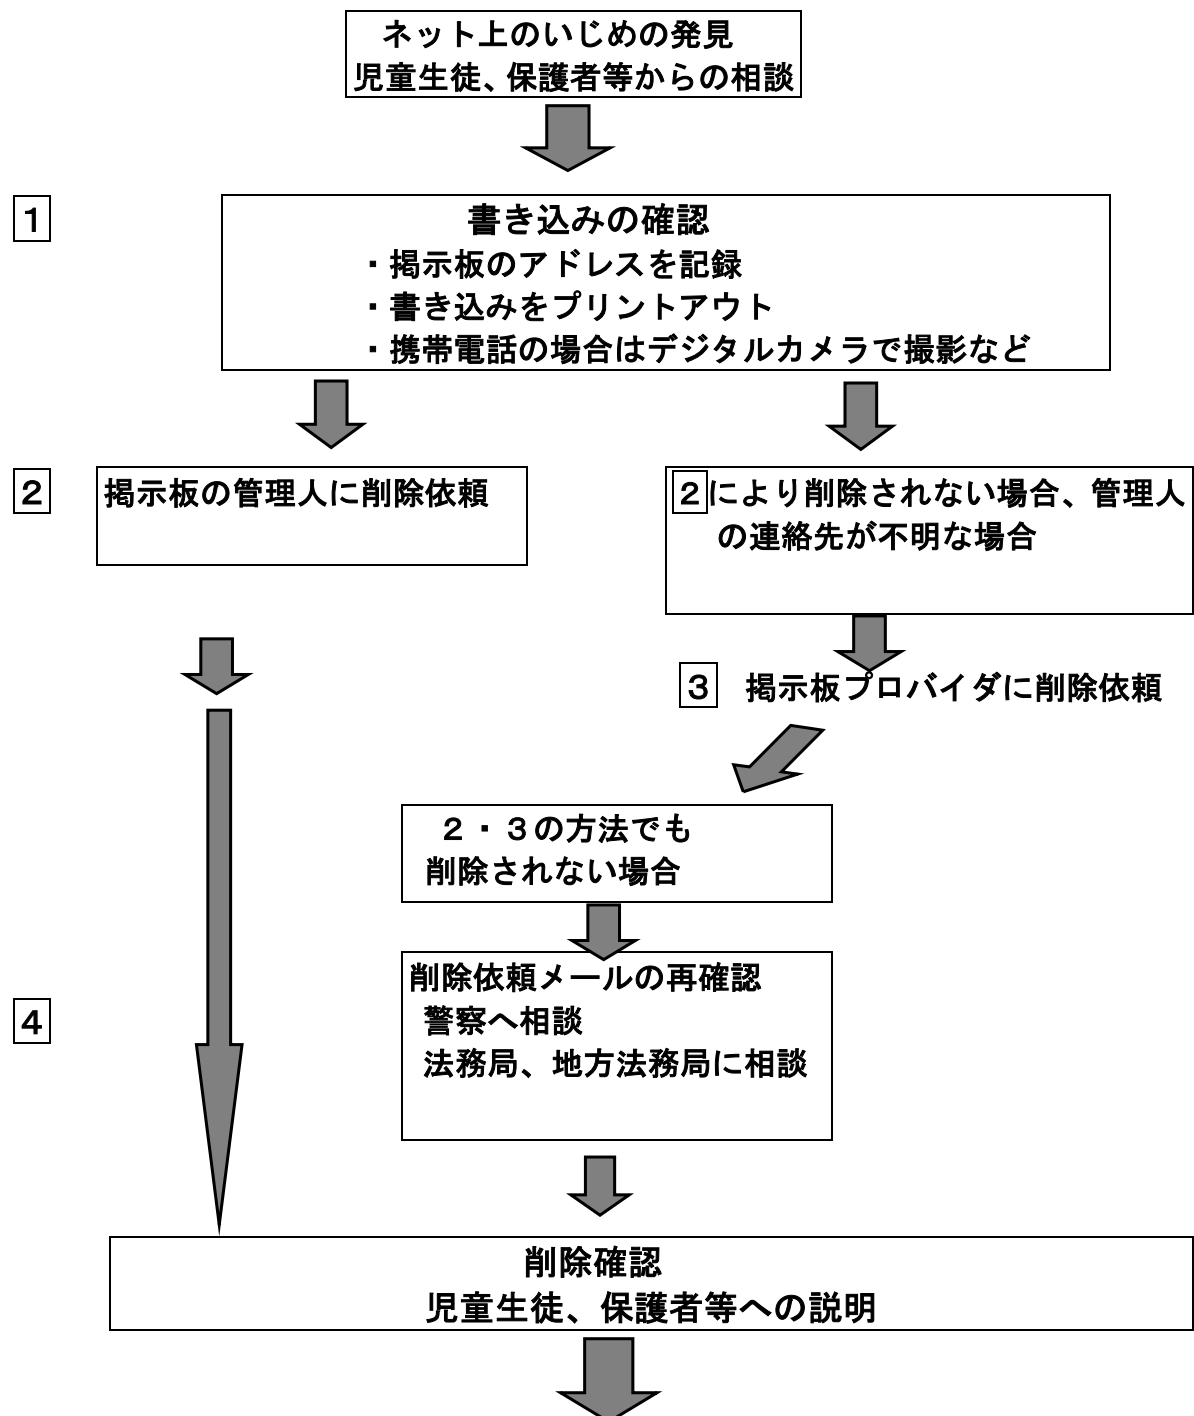 ネット上のいじめの発見
児童生徒、保護者等からの相談
1
書き込みの確認
・掲示板のアドレスを記録
・書き込みをプリントアウト
・携帯電話の場合はデジタルカメラで撮影など
2
掲示板の管理人に削除依頼
2により削除されない場合、管理人
の連絡先が不明な場合
3 掲示板プロバイダに削除依頼
２・３の方法でも
削除されない場合
4
削除依頼メールの再確認
警察へ相談
法務局、地方法務局に相談
削除確認
児童生徒、保護者等への説明